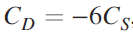 C_D = −6C_S,